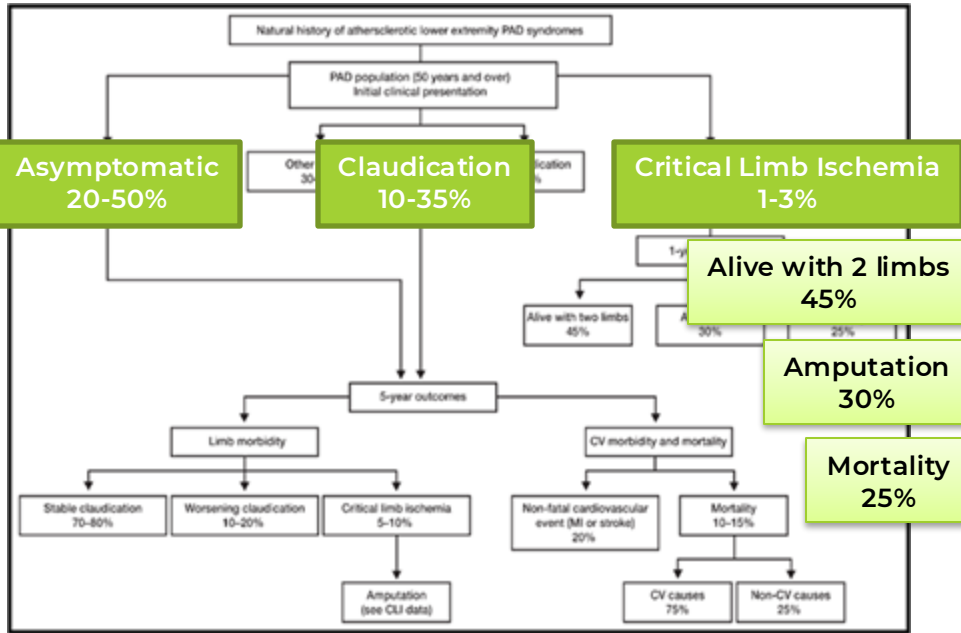 Natural history of athersclerotic lower extremity PAD syndromes
PAD population (50 years and over)
Initial clinical presentation
Asymptomatic
20-50%
Other
30-
Claudication
10-35%
Critical Limb Ischemia
1-3%
Alive with 2 limbs
45%
Alive with two limbs
45%
30%
25%
Amputation
30%
Mortality
25%
5-year outcomes
Limb morbidity
CV morbidity and mortality
Stable claudication
70–80%
Worsening claudication
10–20%
Critical limb ischemia
5–10%
Non-fatal cardiovascular
event (MI or stroke)
20%
Mortality
10–15%
Amputation
(see CLI data)
CV causes
75%
Non-CV causes
25%